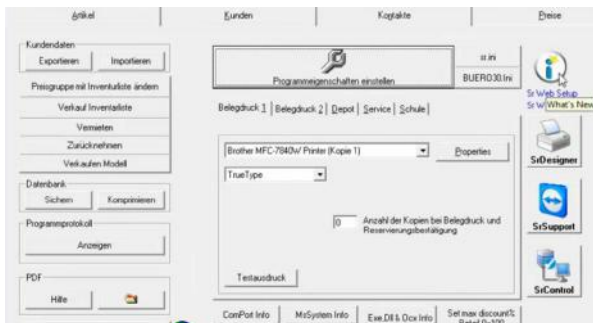 Artikel
Kunden
Kontakte
Preise
Kundendaten
Exportieren
Importieren
Preisgruppe mit Inventurliste ändern
Verkauf Inventarliste
Vermieten
Zurücknehmen
Verkaufen Modell
Datenbank
Sichern
Komprimieren
Programmprotokoll
Anzeigen
PDF
Hilfe
Programmeigenschaften einstellen
sr.ini
BUERO30.Ini
Belegdruck 1
Belegdruck 2
Depot
Service
Schule
Brother MFC-7840W Printer (Kopie 1)
Properties
TrueType
0
Anzahl der Kopien bei Belegdruck und
Reservierungsbestätigung
Testausdruck
ComPort Info
MsSystem Info
Exe,Dll & Ocx Info
Set max discount%
Sr Web Setup
Sr W
What's New
SrDesigner
SrSupport
SrControl